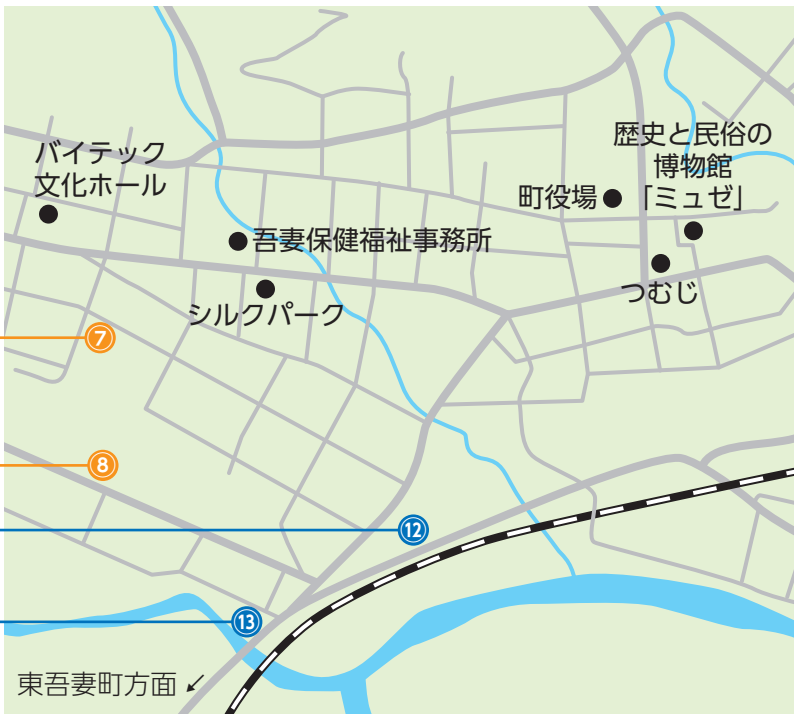 歴史と民俗の
博物館
「ミュゼ」
バイテック
文化ホール
町役場
吾妻保健福祉事務所
つむじ
シルクパーク
7
8
12
13
東吾妻町方面↙